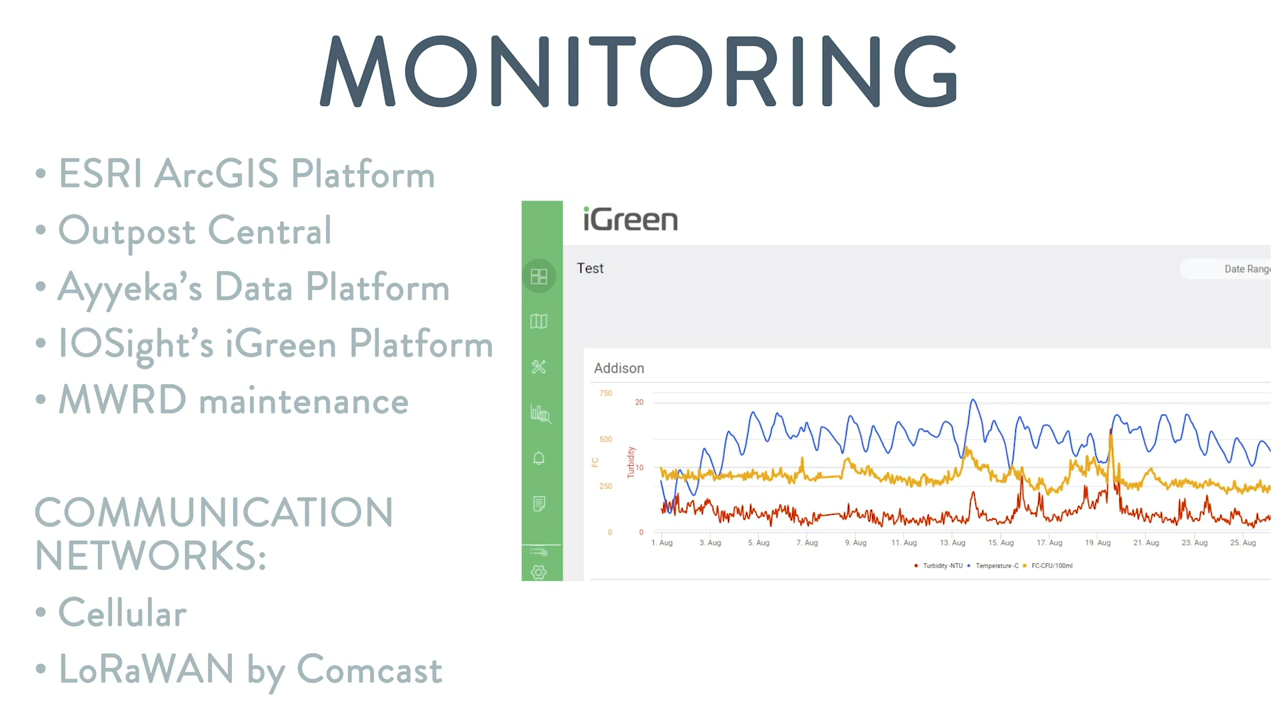 MONITORING
• ESRI ArcGIS Platform
• Outpost Central
• Ayyeka's Data Platform
• IOSight's iGreen Platform
• MWRD maintenance
COMMUNICATION
NETWORKS:
• Cellular
• LoRaWAN by Comcast
iGreen
Test
Date Range
Addison
750
500
250
0
FC
20
10
0
Turbidity
1. Aug 3. Aug 5. Aug 7. Aug 9. Aug 11. Aug 13. Aug 15. Aug 17. Aug 19. Aug 21. Aug 23. Aug 25. Aug
Turbidity -NTU Temperature -C FC-CFU/100ml